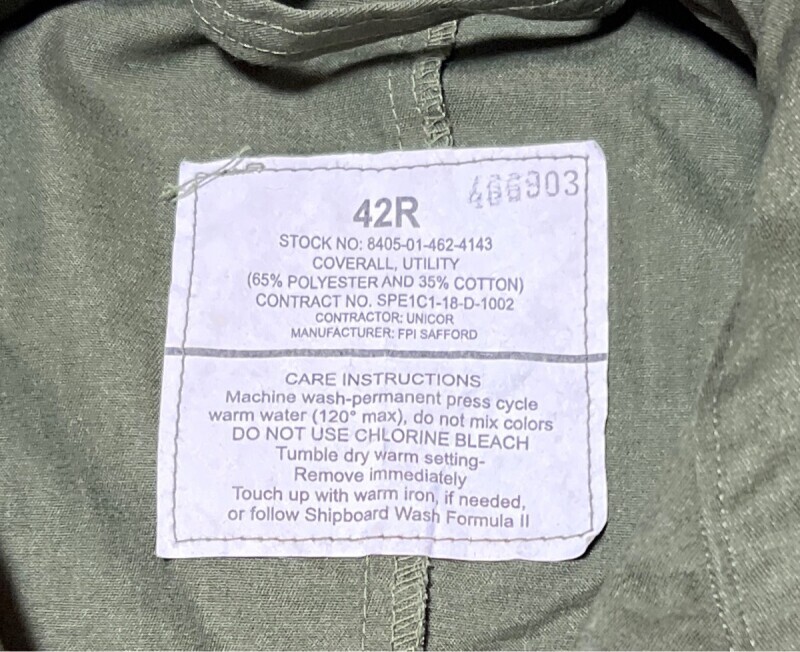 466903
42R
STOCK NO: 8405-01-462-4143
COVERALL, UTILITY
(65% POLYESTER AND 35% COTTON)
CONTRACT NO. SPE1C1-18-D-1002
CONTRACTOR: UNICOR
MANUFACTURER: FPI SAFFORD
CARE INSTRUCTIONS
Machine wash-permanent press cycle
warm water (120° max), do not mix colors
DO NOT USE CHLORINE BLEACH
Tumble dry warm setting-
Remove immediately
Touch up with warm iron, if needed,
or follow Shipboard Wash Formula II